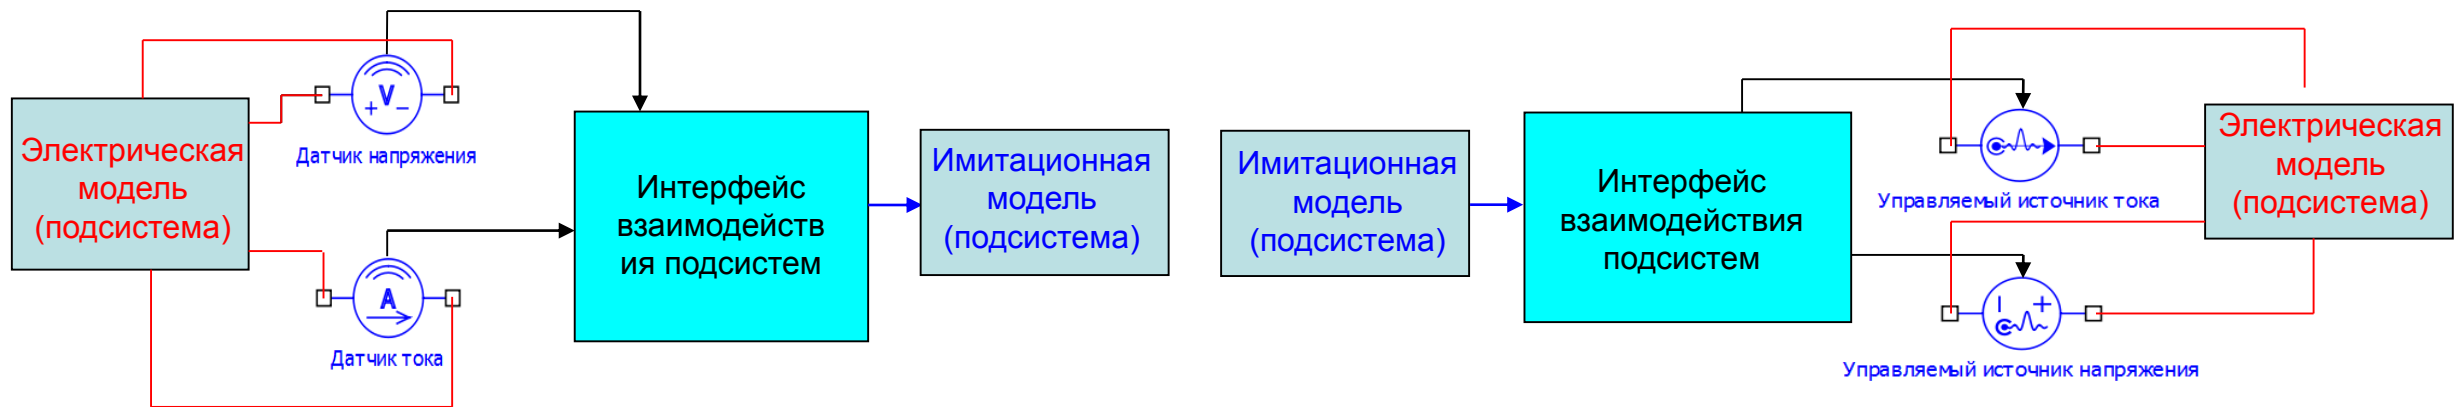 Электрическая
модель
(подсистема)
V
+ –
Датчик напряжения
A
Датчик тока
Интерфейс
взаимодейств
ия подсистем
Имитационная
модель
(подсистема)
Имитационная
модель
(подсистема)
Интерфейс
взаимодействия
подсистем
Управляемый источник тока
Управляемый источник напряжения
Электрическая
модель
(подсистема)